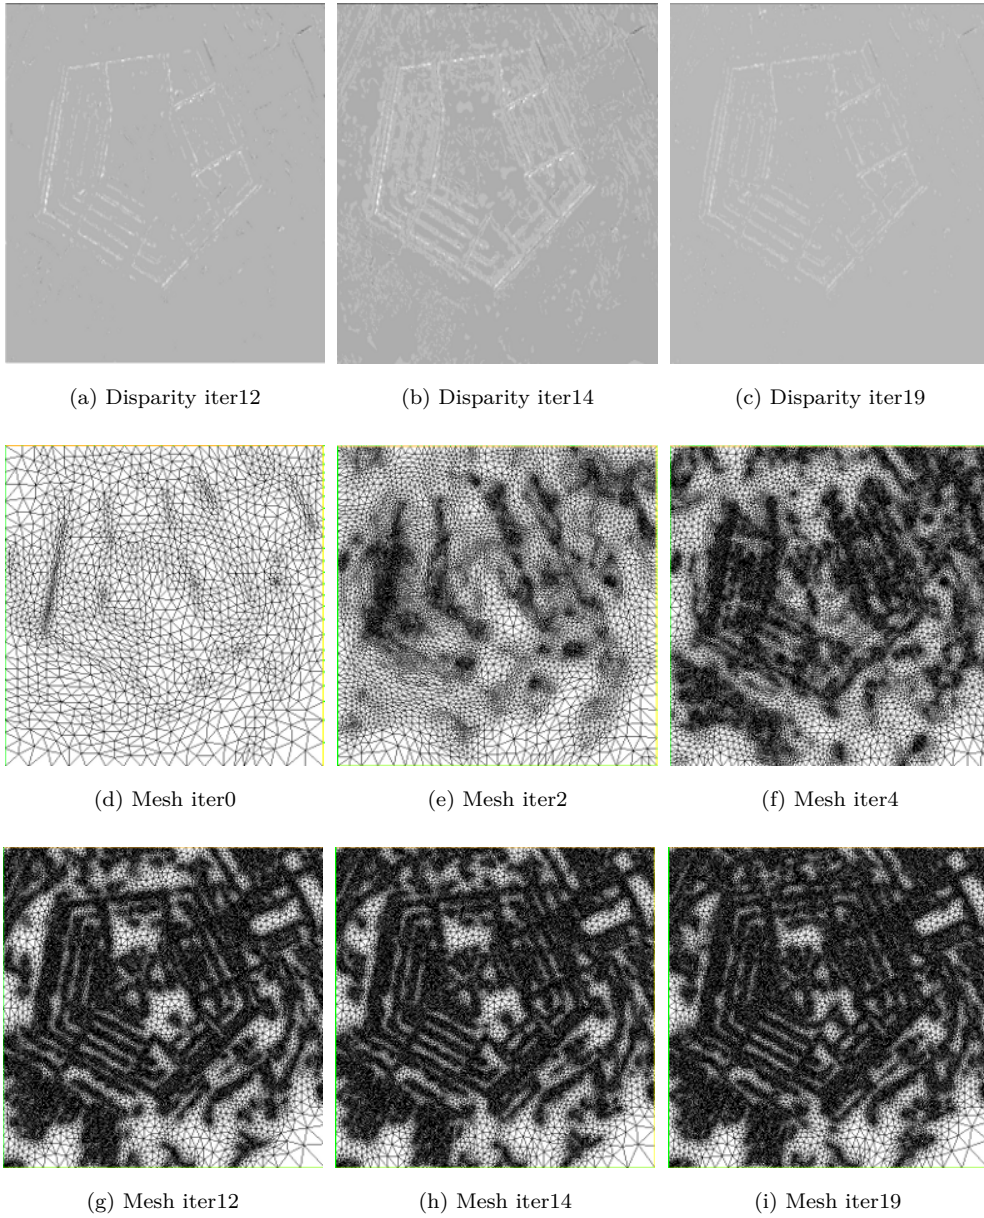 (a) Disparity iter12
(b) Disparity iter14
(c) Disparity iter19
(d) Mesh iter0
(e) Mesh iter2
(f) Mesh iter4
(g) Mesh iter12
(h) Mesh iter14
(i) Mesh iter19